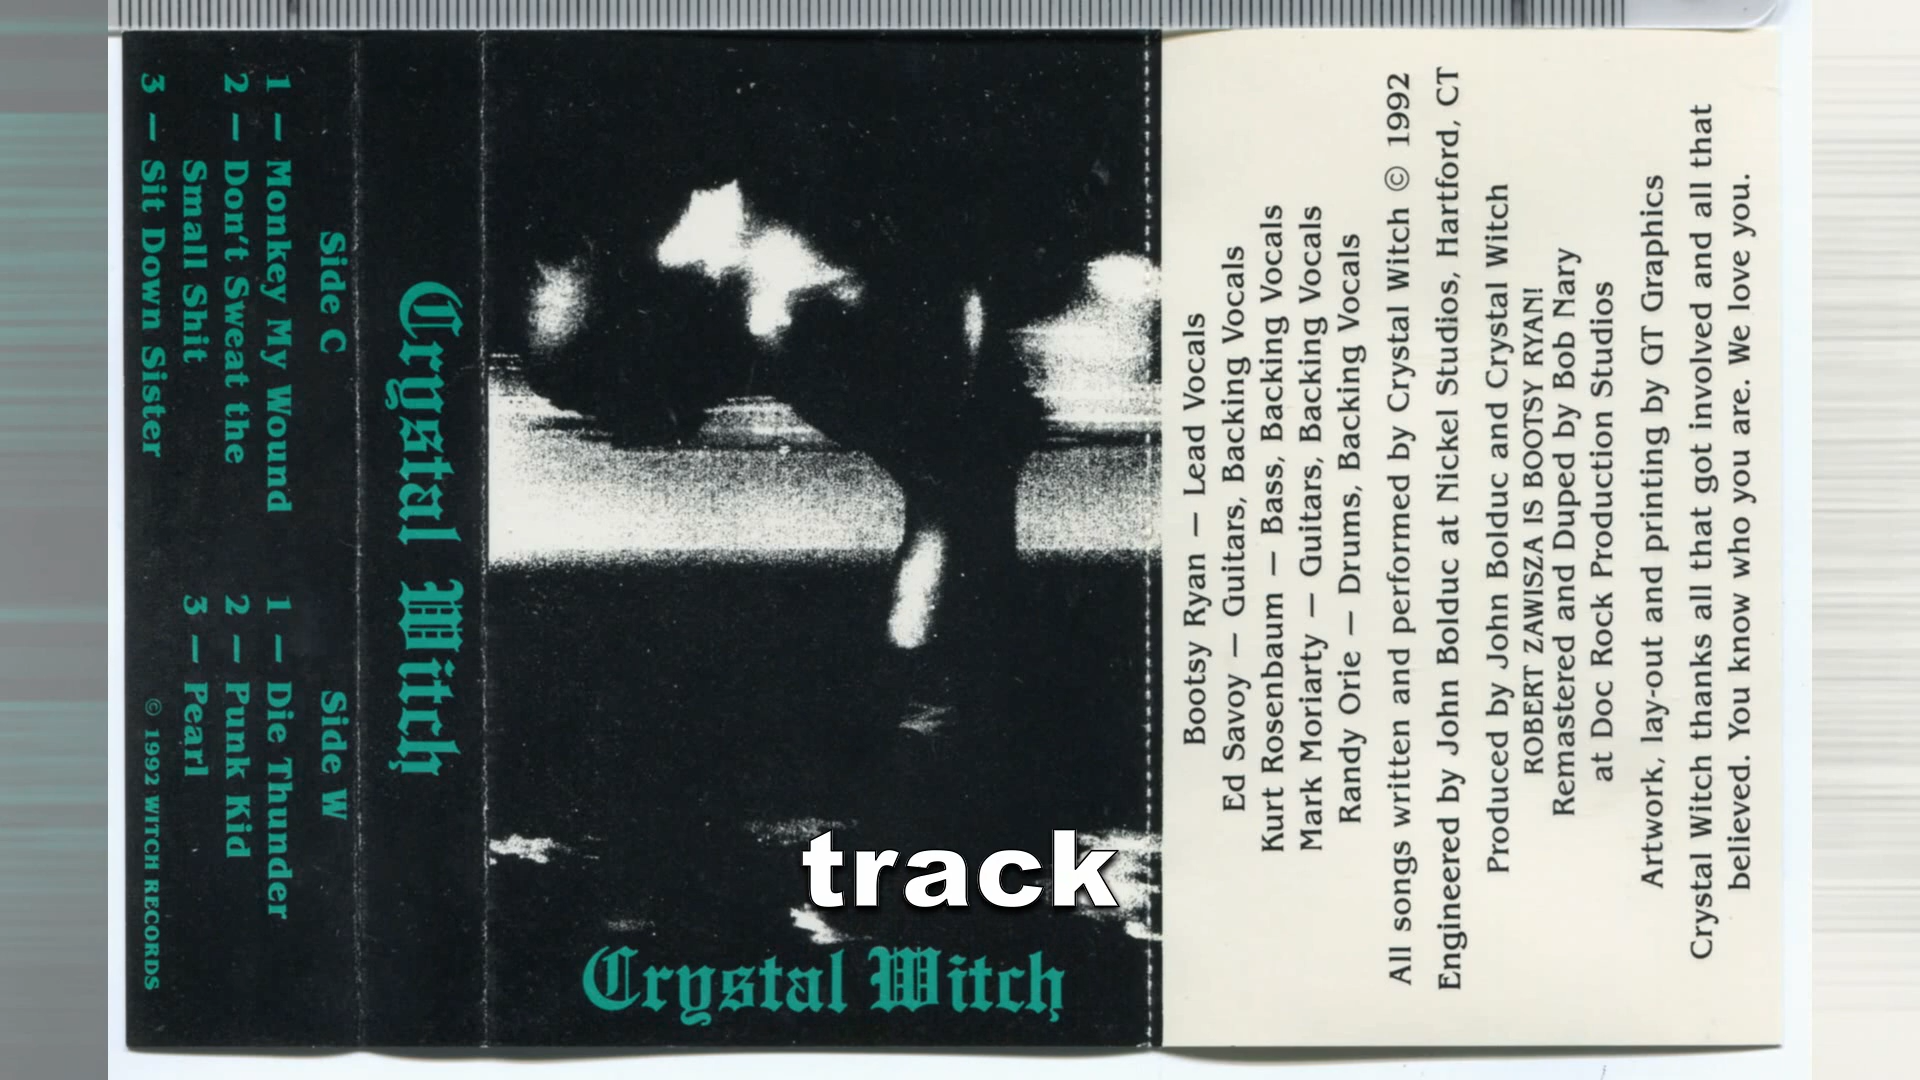 Side C
1 — Monkey My Wound
2 — Don't Sweat the
Small Shit
3 — Sit Down Sister
Side W
1 — Die Thunder
2 — Punk Kid
3 — Pearl
© 1992 WITCH RECORDS
Crystal Witch
track
Crystal Witch
Bootsy Ryan — Lead Vocals
Ed Savoy — Guitars, Backing Vocals
Kurt Rosenbaum — Bass, Backing Vocals
Mark Moriarty — Guitars, Backing Vocals
Randy Orie — Drums, Backing Vocals
All songs written and performed by Crystal Witch © 1992
Engineered by John Bolduc at Nickel Studios, Hartford, CT
Produced by John Bolduc and Crystal Witch
ROBERT ZAWISZA IS BOOTSY RYAN!
Remastered and Duped by Bob Nary
at Doc Rock Production Studios
Artwork, lay-out and printing by GT Graphics
Crystal Witch thanks all that got involved and all that
believed. You know who you are. We love you.